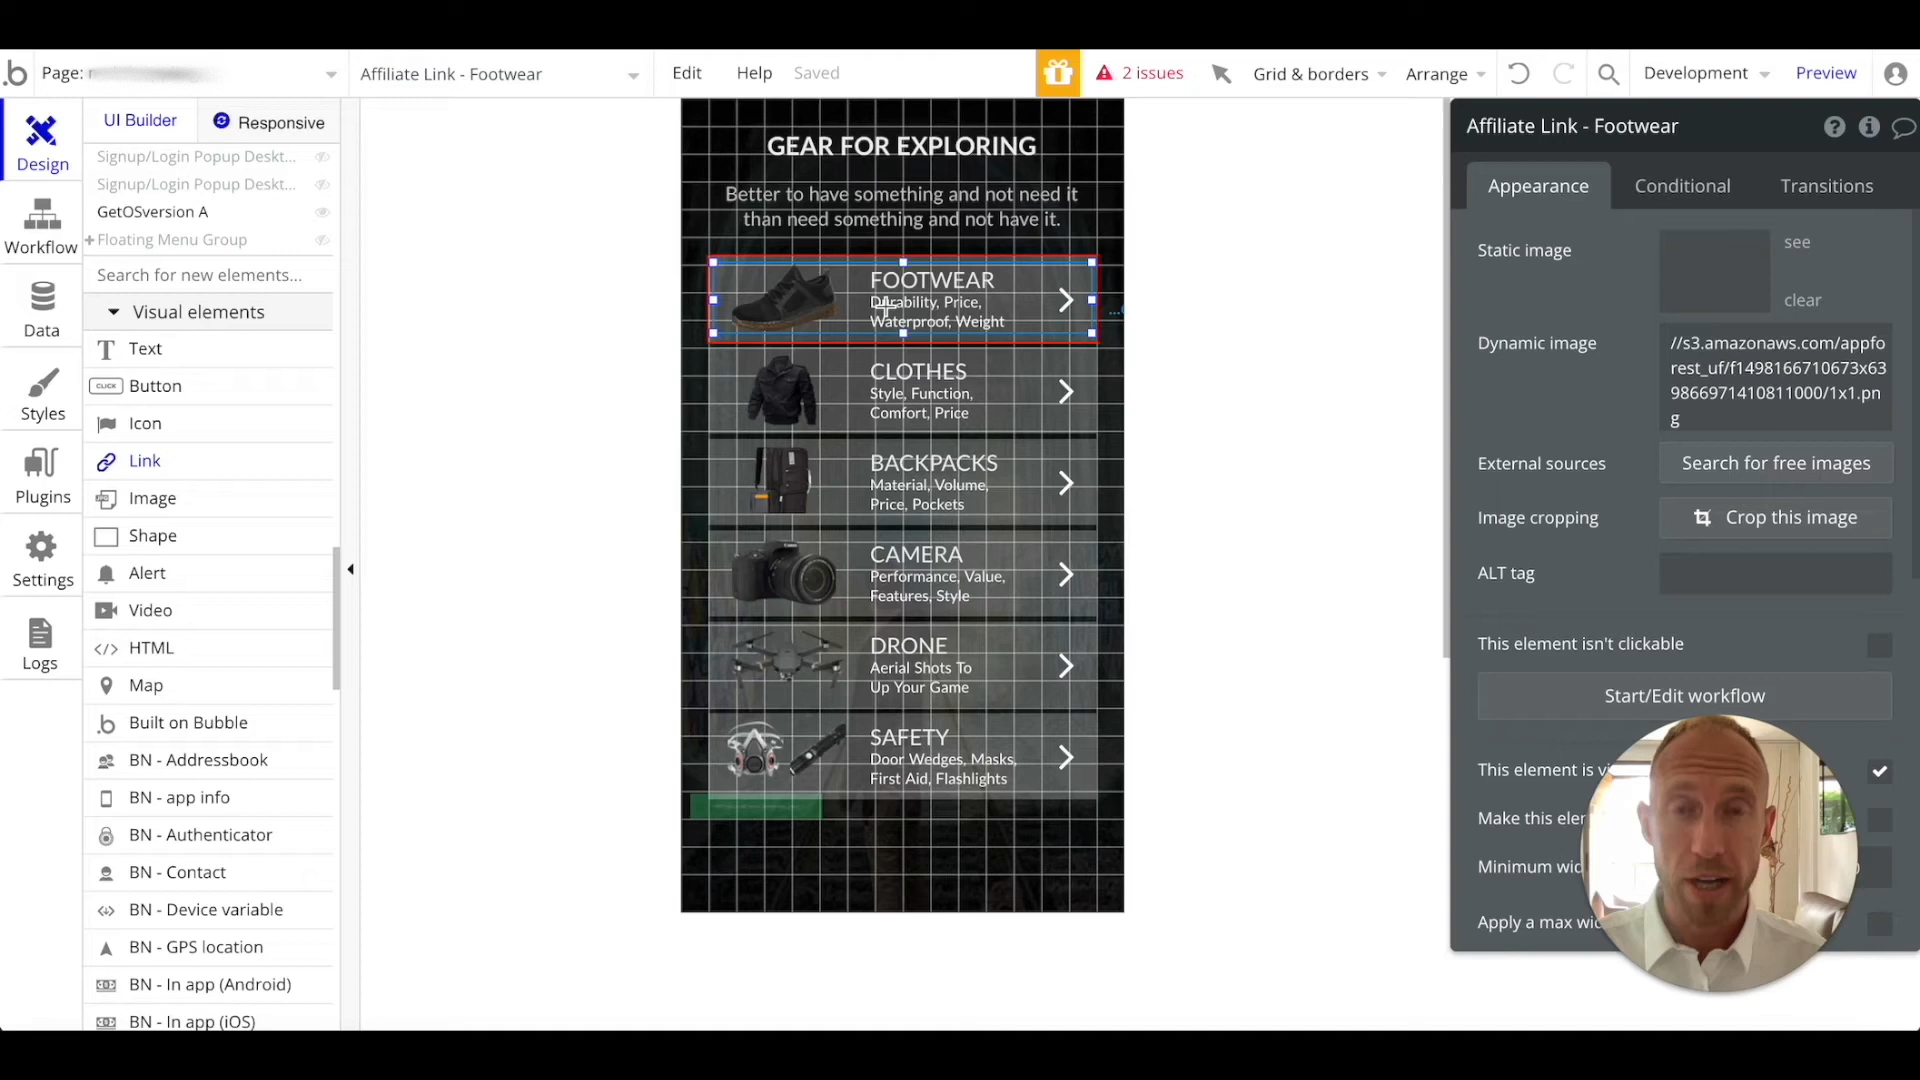 Page:
Affiliate Link - Footwear
Edit
Help
Saved
2 issues
Grid & borders
Arrange
Development
Preview
Design
Workflow
Data
Styles
Plugins
Settings
Logs
UI Builder
Responsive
Signup/Login Popup Deskt...
Signup/Login Popup Deskt...
GetOSversion A
Floating Menu Group
Search for new elements...
Visual elements
Text
CLICK
Button
Icon
Link
Image
Shape
Alert
Video
HTML
Map
Built on Bubble
BN - Addressbook
BN - app info
BN - Authenticator
BN - Contact
BN - Device variable
BN - GPS location
BN - In app (Android)
BN - In app (iOS)
GEAR FOR EXPLORING
Better to have something and not need it
than need something and not have it.
FOOTWEAR
Durability, Price,
Waterproof, Weight
CLOTHES
Style, Function,
Comfort, Price
BACKPACKS
Material, Volume,
Price, Pockets
CAMERA
Performance, Value,
Features, Style
DRONE
Aerial Shots To
Up Your Game
SAFETY
Door Wedges, Masks,
First Aid, Flashlights
Affiliate Link - Footwear
Appearance
Conditional
Transitions
Static image
see
clear
Dynamic image
//s3.amazonaws.com/appfo
rest_uf/f1498166710673x63
9866971410811000/1x1.pn
g
External sources
Search for free images
Image cropping
Crop this image
ALT tag
This element isn't clickable
Start/Edit workflow
This element is vi
Make this eler
Minimum wid
Apply a max wid